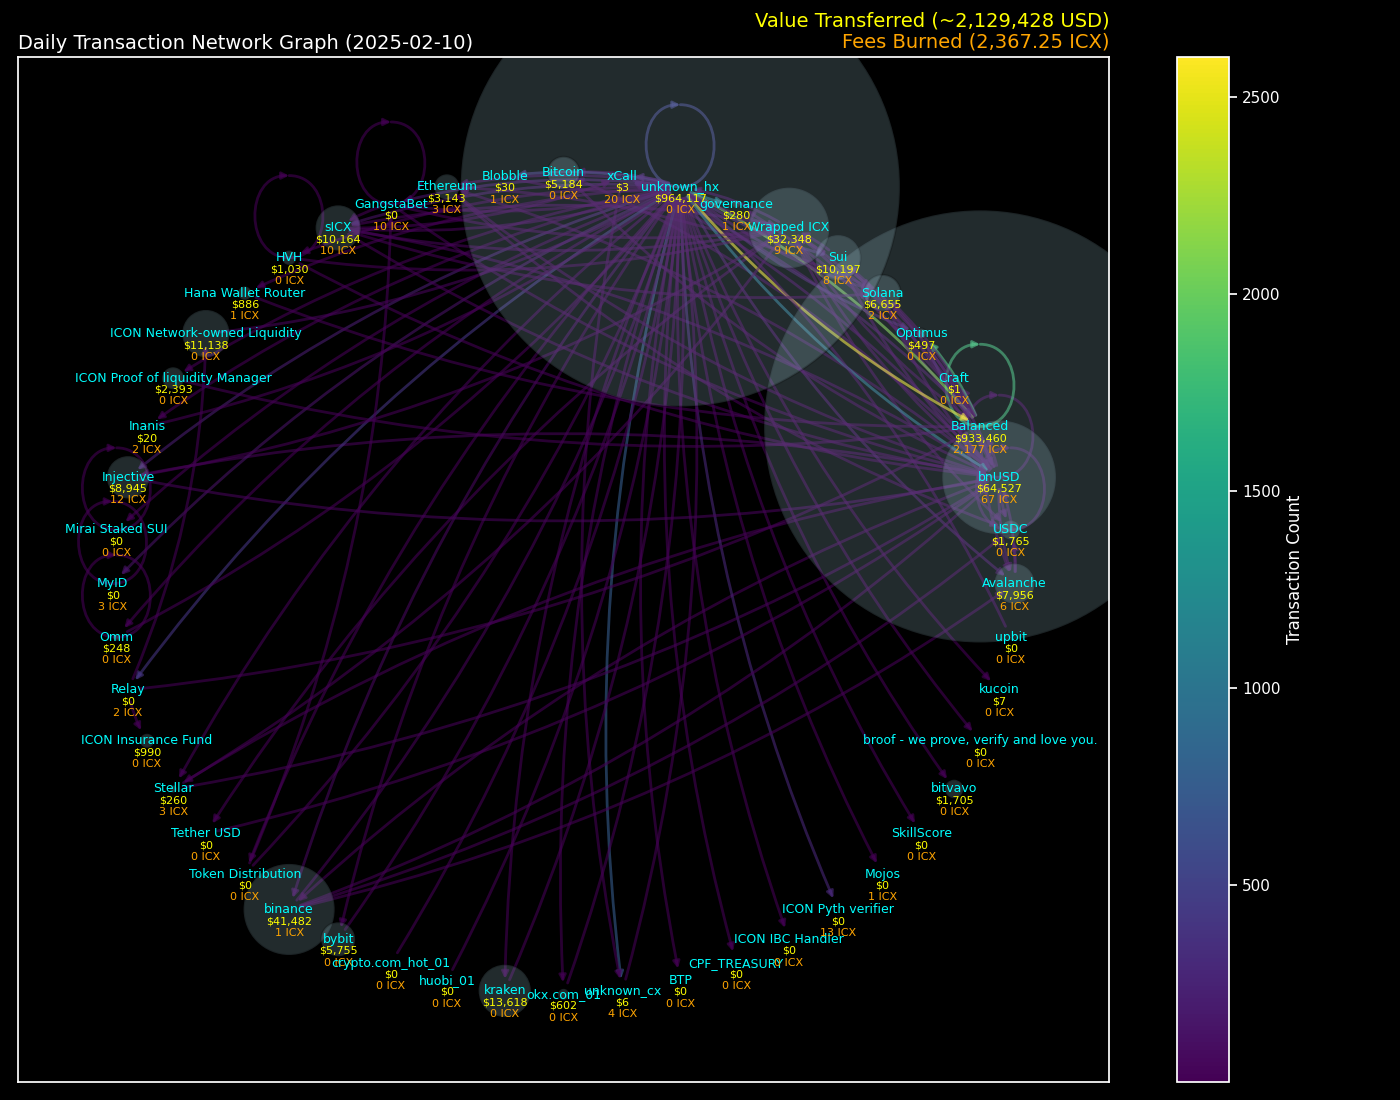 Value Transferred (~2,129,428 USD)
Daily Transaction Network Graph (2025-02-10)
Fees Burned (2,367.25 ICX)
xCall
$3
20 ICX
Bitcoin
$5,184
0 ICX
Blobble
$30
1 ICX
Ethereum
$3,143
3 ICX
GangstaBet
$0
10 ICX
sICX
$10,164
10 ICX
HVH
$1,030
0 ICX
Hana Wallet Router
$886
1 ICX
ICON Network-owned Liquidity
$11,138
0 ICX
ICON Proof of liquidity Manager
$2,393
0 ICX
Inanis
$20
2 ICX
Injective
$8,945
12 ICX
Mirai Staked SUI
$0
0 ICX
MyID
$0
3 ICX
Omm
$248
0 ICX
Relay
$0
2 ICX
ICON Insurance Fund
$990
0 ICX
Stellar
$260
3 ICX
Tether USD
$0
0 ICX
Token Distribution
$0
0 ICX
binance
$41,482
1 ICX
bybit
$5,755
0 ICX
crypto.com_hot_01
$0
0 ICX
huobi_01
$0
0 ICX
kraken
$13,618
0 ICX
okx.com_01
$602
0 ICX
unknown_cx
$6
4 ICX
BTP
$0
0 ICX
CPF_TREASURY
$0
0 ICX
ICON IBC Handler
$0
0 ICX
ICON Pyth verifier
$0
13 ICX
Mojos
$0
1 ICX
SkillScore
$0
0 ICX
bitvavo
$1,705
0 ICX
broof - we prove, verify and love you.
$0
0 ICX
kucoin
$7
0 ICX
upbit
$0
0 ICX
Avalanche
$7,956
6 ICX
USDC
$1,765
0 ICX
bnUSD
$64,527
67 ICX
Balanced
$933,460
2,177 ICX
Craft
$1
0 ICX
Optimus
$497
0 ICX
Solana
$6,655
2 ICX
Sui
$10,197
8 ICX
Wrapped ICX
$32,348
9 ICX
governance
$280
1 ICX
unknown_hx
$964,117
0 ICX
2500
2000
1500
1000
500
Transaction Count